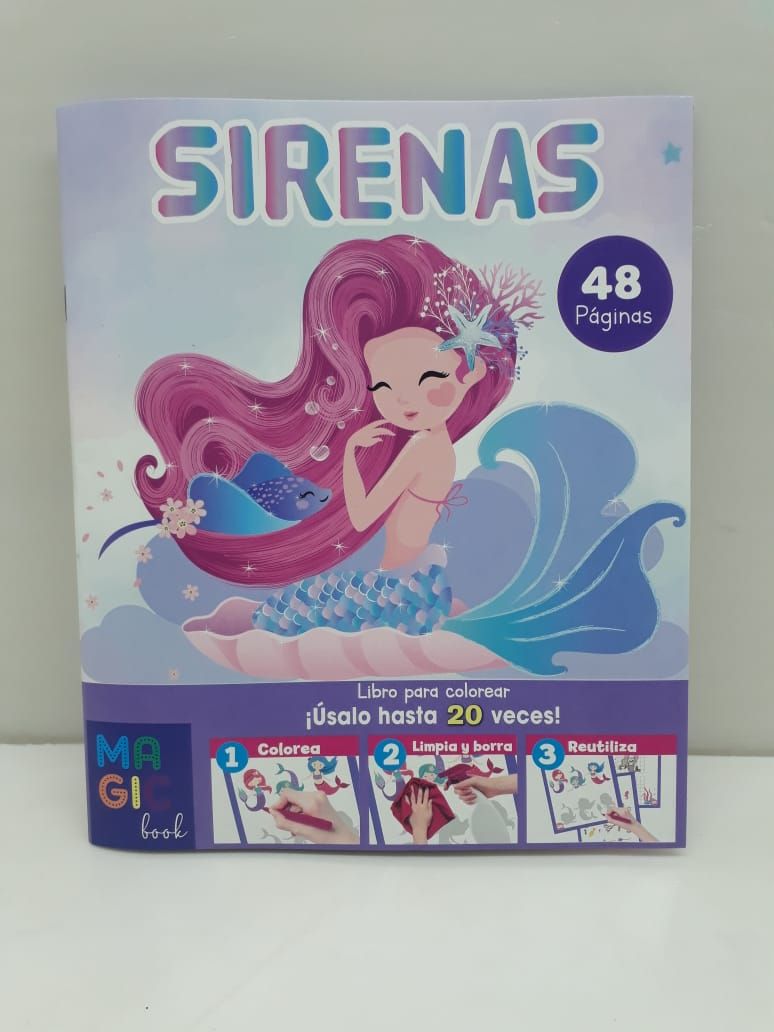 SIRENAS
48
Páginas
Libro para colorear
¡Úsalo hasta 20 veces!
MA
GIC
book
1 Colorea
2 Limpia y borra
3 Reutiliza